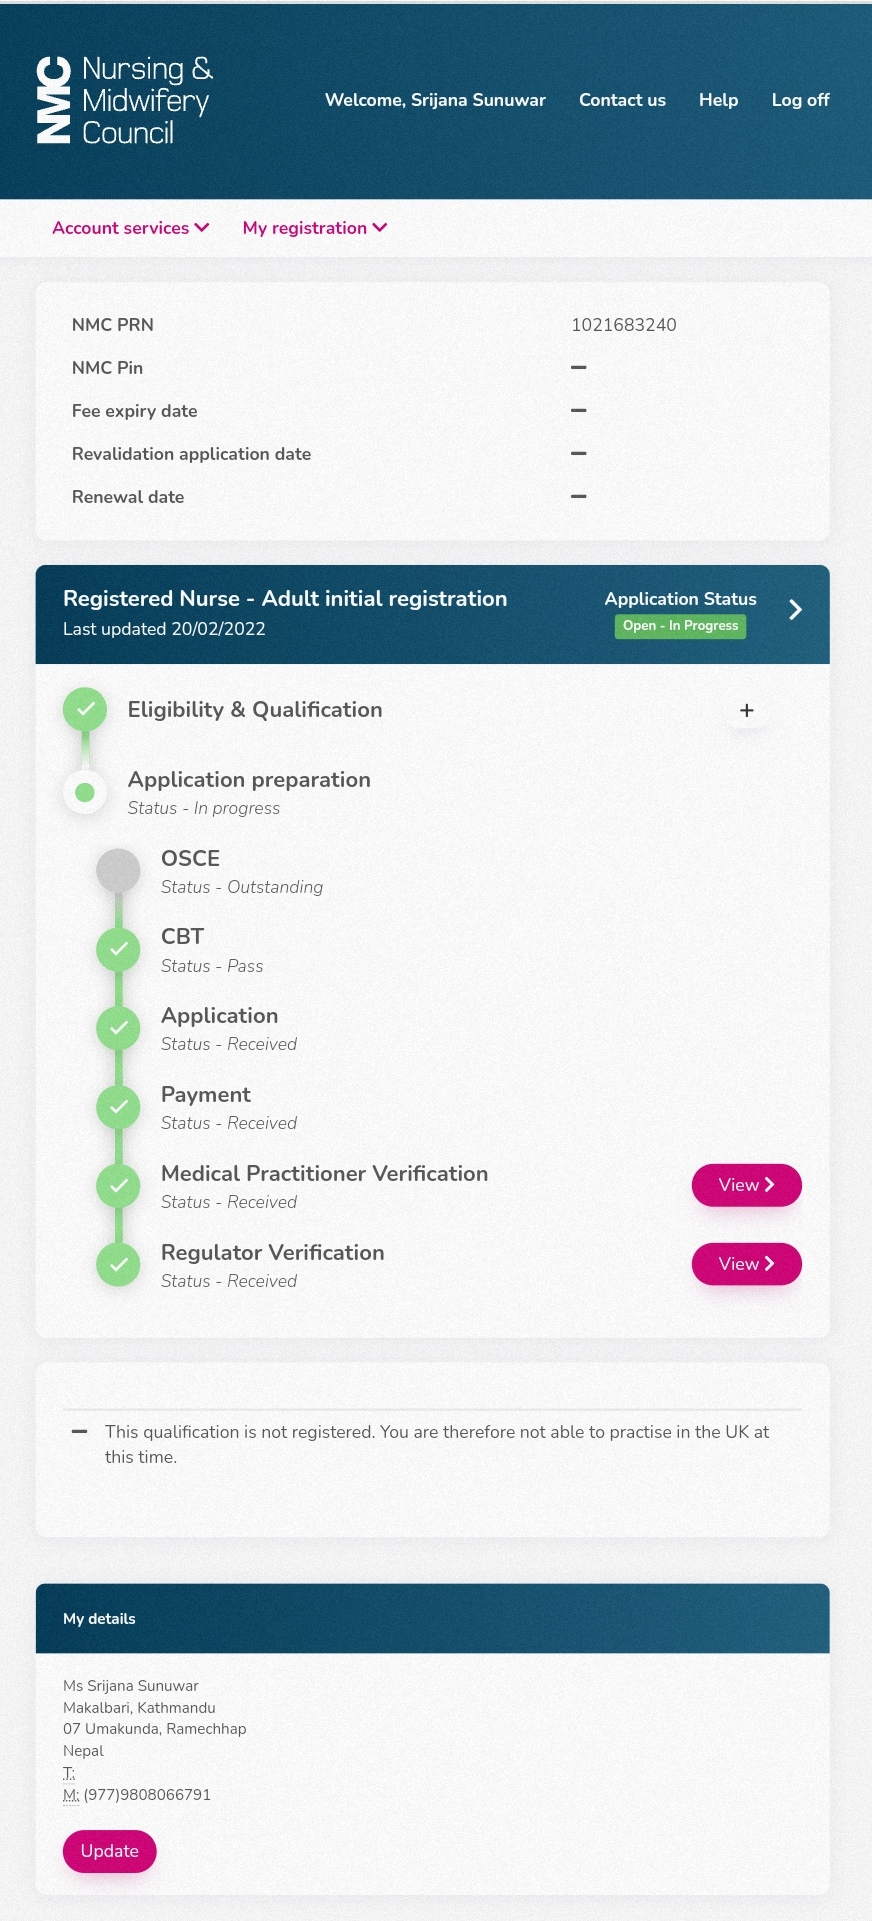 NMC Nursing &
Midwifery
Council
Welcome, Srijana Sunuwar Contact us Help Log off
Account services My registration
NMC PRN 1021683240
NMC Pin –
Fee expiry date –
Revalidation application date –
Renewal date –
Registered Nurse - Adult initial registration
Last updated 20/02/2022
Application Status
Open - In Progress
Eligibility & Qualification +
Application preparation
Status - In progress
OSCE
Status - Outstanding
CBT
Status - Pass
Application
Status - Received
Payment
Status - Received
Medical Practitioner Verification
Status - Received
View
Regulator Verification
Status - Received
View
– This qualification is not registered. You are therefore not able to practise in the UK at
this time.
My details
Ms Srijana Sunuwar
Makalbari, Kathmandu
07 Umakunda, Ramechhap
Nepal
T:
M: (977)9808066791
Update